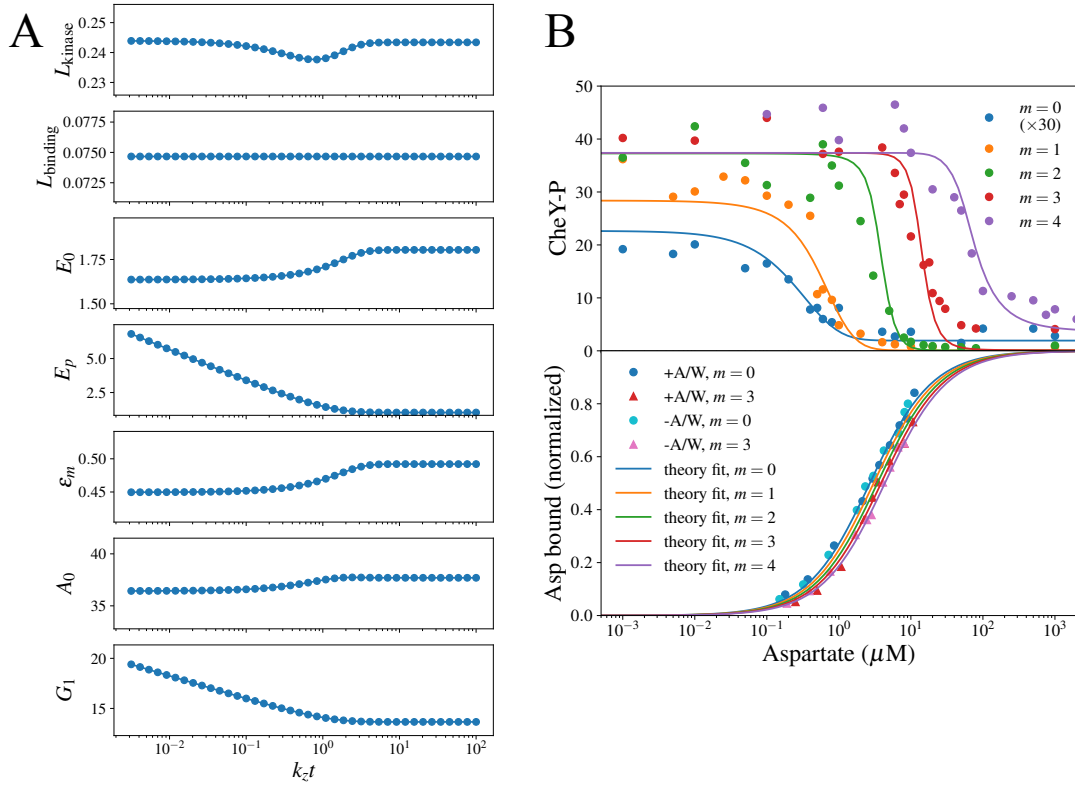 A
L_kinase
0.25
0.24
0.23
L_binding
0.0775
0.0750
0.0725
E_0
1.75
1.50
E_p
5.0
2.5
ε_m
0.50
0.45
A_0
40
35
G_1
20
15
10^−2
10^−1
10^0
10^1
10^2
k_z t
B
CheY-P
50
40
30
20
10
0
m = 0
(×30)
m = 1
m = 2
m = 3
m = 4
Asp bound (normalized)
0.8
0.6
0.4
0.2
0.0
+A/W, m = 0
+A/W, m = 3
-A/W, m = 0
-A/W, m = 3
theory fit, m = 0
theory fit, m = 1
theory fit, m = 2
theory fit, m = 3
theory fit, m = 4
10^−3
10^−2
10^−1
10^0
10^1
10^2
10^3
Aspartate (μM)